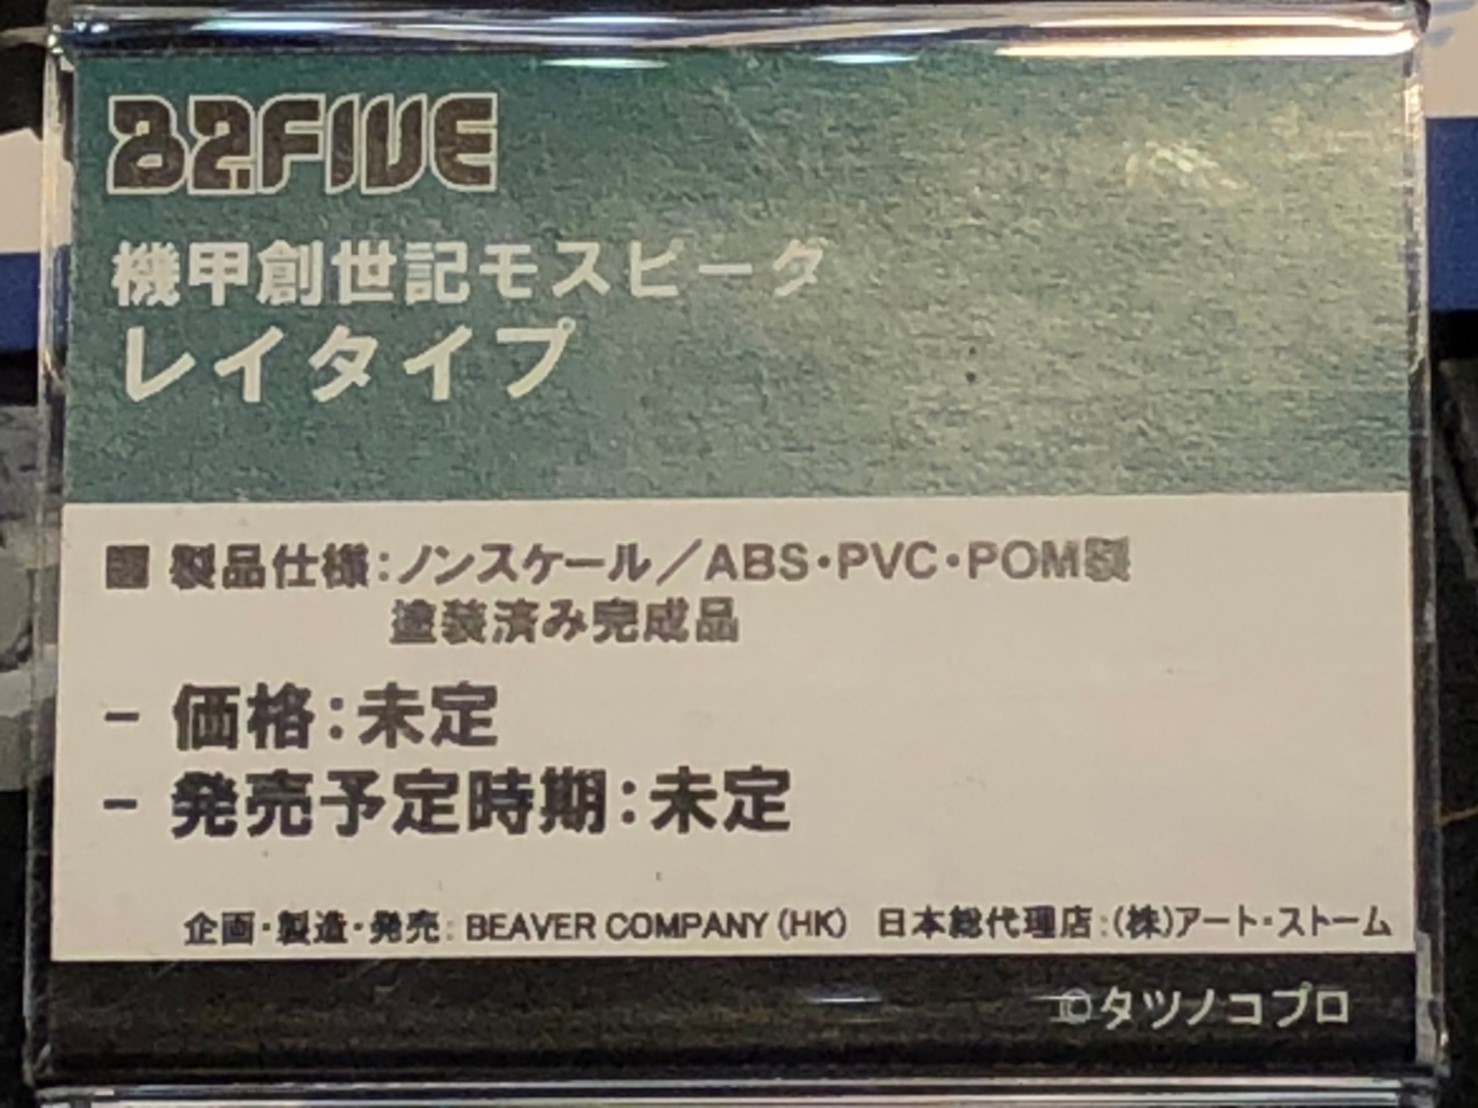 B2FIVE
機甲創世記モスピーダ
レイタイプ
■ 製品仕様:ノンスケール／ABS・PVC・POM製
塗装済み完成品
- 価格:未定
- 発売予定時期:未定
企画・製造・発売: BEAVER COMPANY (HK) 日本総代理店:(株)アート・ストーム
©タツノコプロ